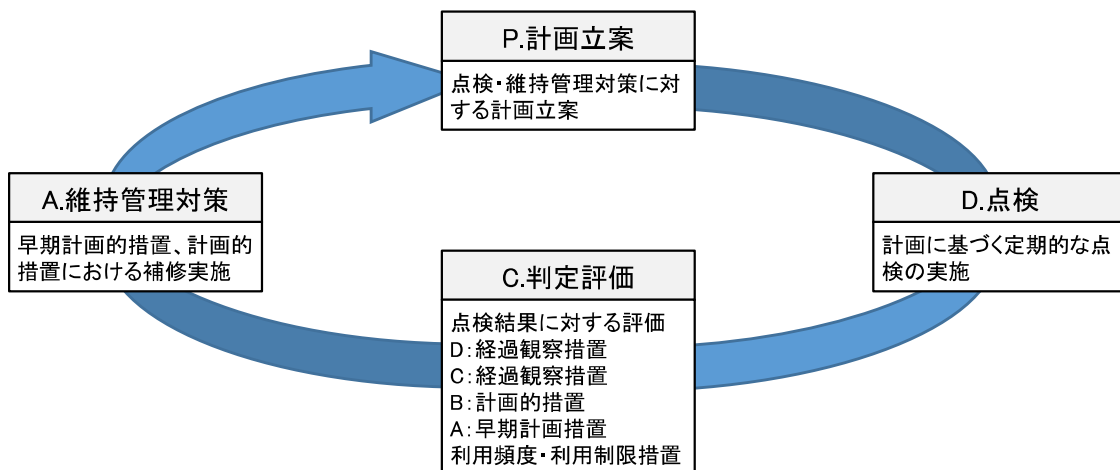 P.計画立案
点検・維持管理対策に対
する計画立案
A.維持管理対策
早期計画的措置、計画的
措置における補修実施
D.点検
計画に基づく定期的な点
検の実施
C.判定評価
点検結果に対する評価
D:経過観察措置
C:経過観察措置
B:計画的措置
A:早期計画措置
利用頻度・利用制限措置